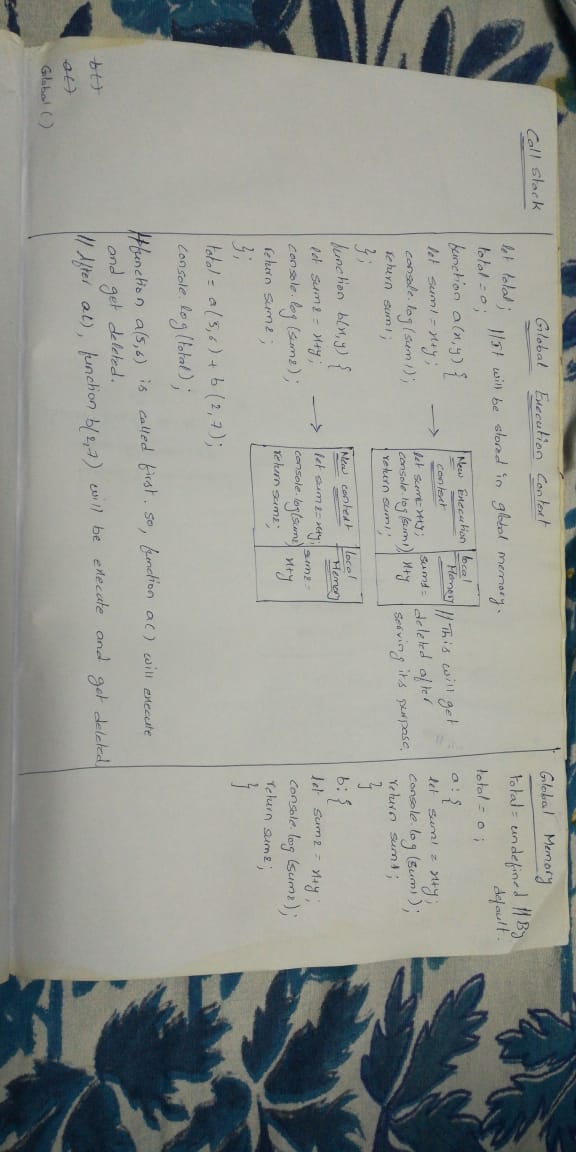 Call Stack
b()
a()
Global ()
Global Execution Context
let total; // It will be stored in global memory.
total = 0;
function a(x,y) {
let sum1 = x+y;
console.log(sum1);
return sum1;
};
function b(x,y) {
let sum2 = x+y;
console.log(sum2);
return sum2;
};
total = a(5,6) + b(2,7);
console.log(total);
// function a(5,6) is called first. so, function a() will execute
and get deleted.
// After a(), function b(2,7) will be execute and get deleted
New Execution
context
let sum1=x+y;
console.log(sum1)
return sum1;
local
Memory
sum1=
x+y
// This will get
deleted after
serving its purpose.
New context
let sum2=x+y;
console.log(sum2)
return sum2;
local
Memory
sum2=
x+y
Global Memory
total = undefined // By
default.
total = 0;
a: {
let sum1 = x+y;
console.log(sum1);
return sum1;
}
b: {
let sum2 = x+y;
console.log(sum2);
return sum2;
}